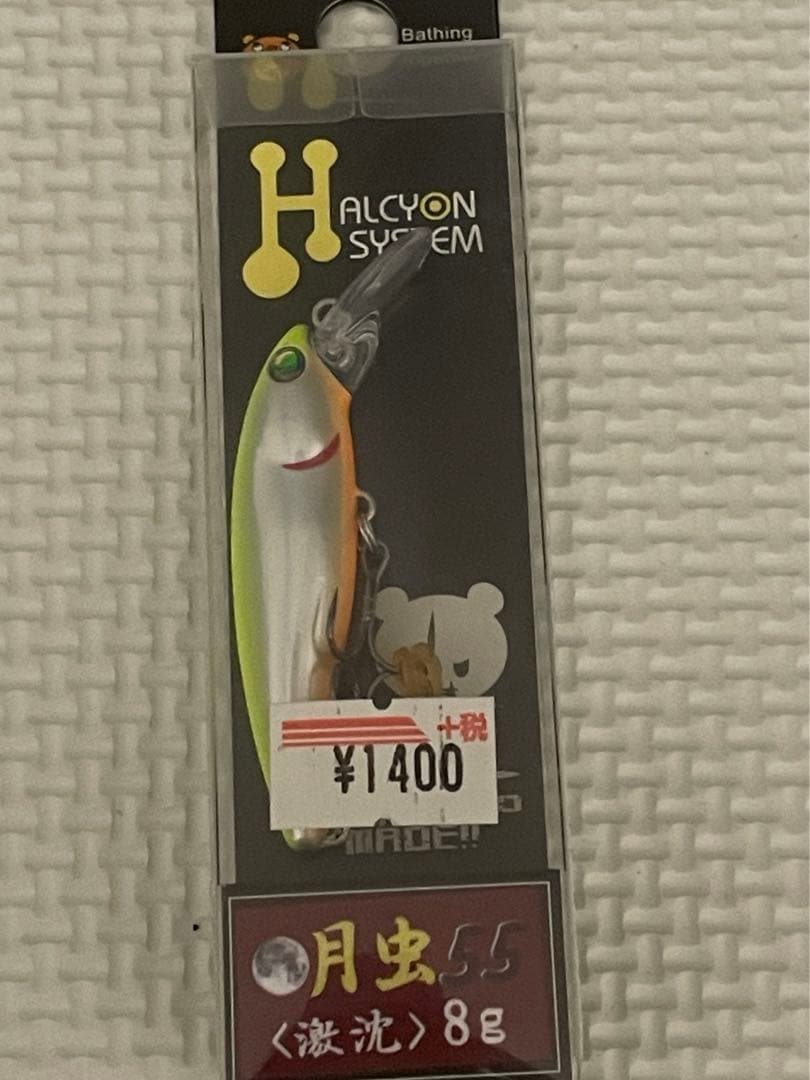 Bathing
HALCYON
SYSTEM
+税
¥1400
MADE!!
月虫55
〈激沈〉8g